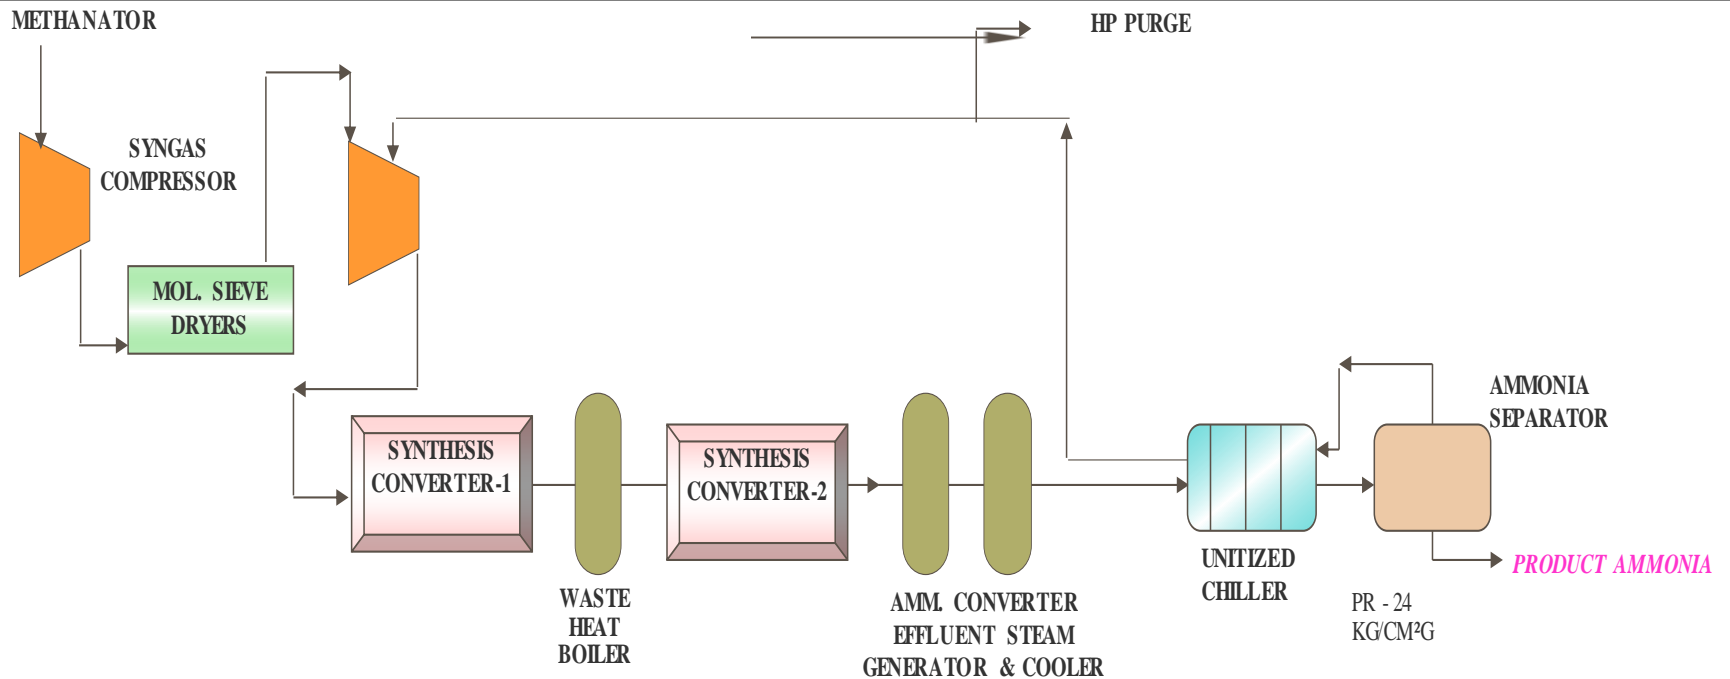 METHANATOR
HP PURGE
SYNGAS
COMPRESSOR
MOL. SIEVE
DRYERS
SYNTHESIS
CONVERTER-1
SYNTHESIS
CONVERTER-2
AMMONIA
SEPARATOR
UNITIZED
CHILLER
PRODUCT AMMONIA
WASTE
HEAT
BOILER
AMM. CONVERTER
EFFLUENT STEAM
GENERATOR & COOLER
PR - 24
KG/CM²G